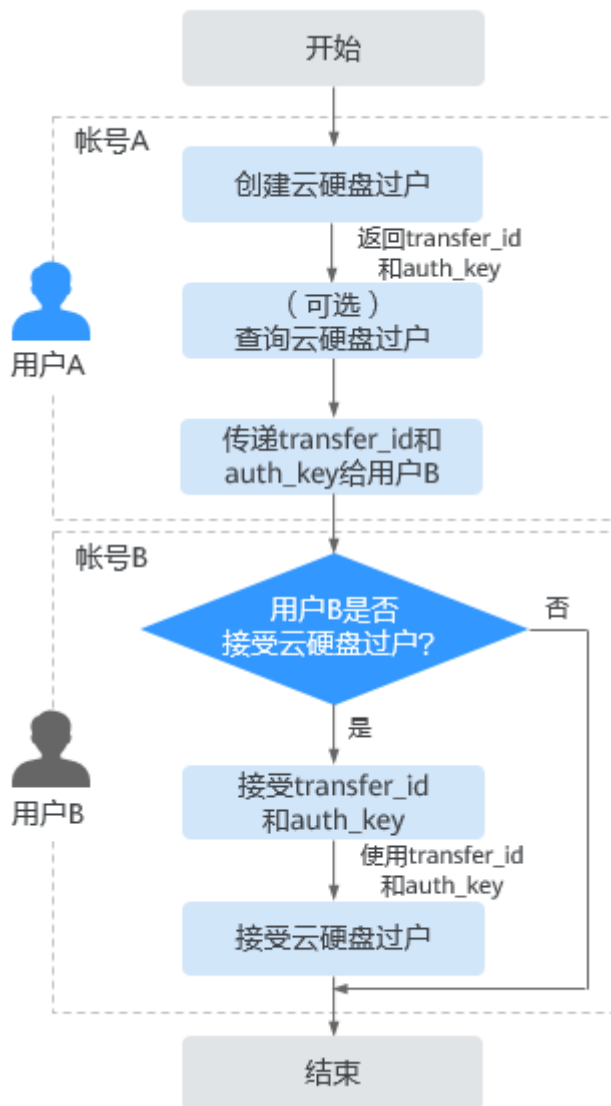 开始
帐号A
创建云硬盘过户
返回transfer_id
和auth_key
（可选）
查询云硬盘过户
用户A
传递transfer_id和
auth_key给用户B
帐号B
用户B是否
接受云硬盘过户?
否
是
用户B
接受transfer_id
和auth_key
使用transfer_id
和auth_key
接受云硬盘过户
结束